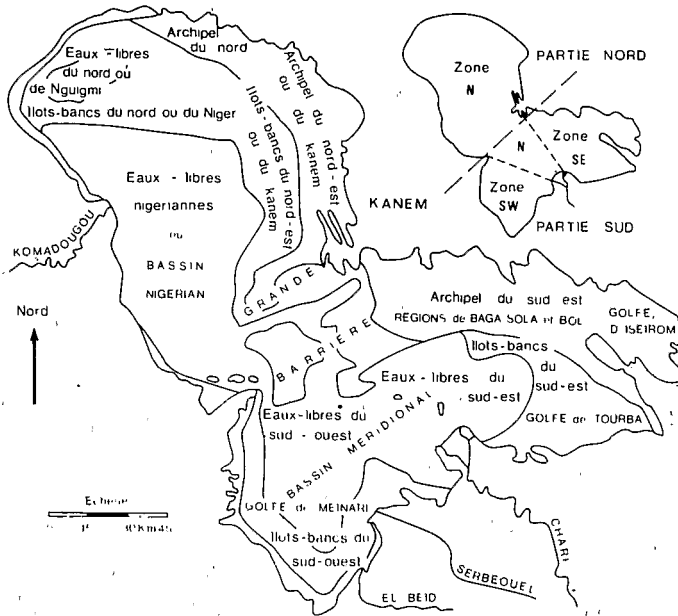 Archipel
du nord
Eaux-libres
du nord ou
de Nguigmi
Ilots-bancs du nord ou du Niger
Archipel du nord-est
ou du kanem
Ilots-bancs du nord-est
ou du kanem
Eaux-libres
nigeriannes
ou
BASSIN
NIGERIAN
KOMADOUGOU
Nord
GRANDE
BARRIERE
Zone
N
PARTIE NORD
N
Zone
SE
Zone
SW
KANEM
PARTIE SUD
Archipel du sud est
REGIONS de BAGA SOLA et BOL
GOLFE,
D'ISEIROM
Ilots-bancs
du
sud-est
Eaux-libres du
sud-est
GOLFE de TOURBA
Eaux-libres du
sud-ouest
BASSIN MERIDIONAL
GOLFE de MEINARI
Ilots-bancs du
sud-ouest
Echelle
CHARI
SERBEOUEL
EL BEID